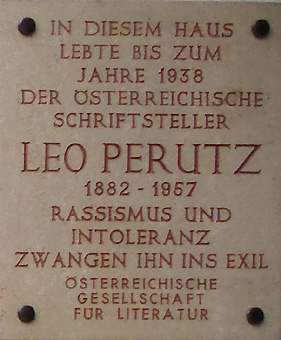 IN DIESEM HAUS
LEBTE BIS ZUM
JAHRE 1938
DER ÖSTERREICHISCHE
SCHRIFTSTELLER
LEO PERUTZ
1882 - 1957
RASSISMUS UND
INTOLERANZ
ZWANGEN IHN INS EXIL
ÖSTERREICHISCHE
GESELLSCHAFT
FÜR LITERATUR